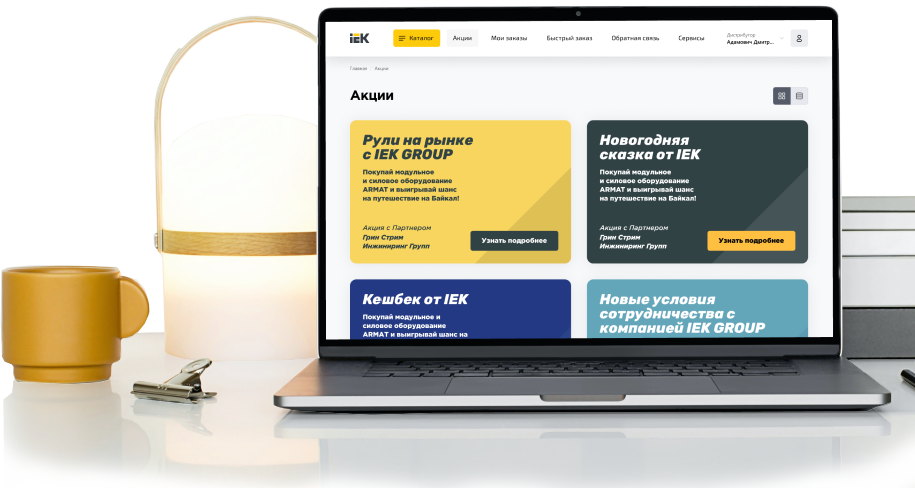 iEK
Каталог
Акции
Мои заказы
Быстрый заказ
Обратная связь
Сервисы
Дистрибутор
Адамович Дмитр...
Главная
Акции
Акции
Рули на рынке
с IEK GROUP
Покупай модульное
и силовое оборудование
ARMAT и выигрывай шанс
на путешествие на Байкал!
Акция с Партнером
Грин Стрим
Инжиниринг Групп
Узнать подробнее
Новогодняя
сказка от IEK
Покупай модульное
и силовое оборудование
ARMAT и выигрывай шанс
на путешествие на Байкал!
Акция с Партнером
Грин Стрим
Инжиниринг Групп
Узнать подробнее
Кешбек от IEK
Покупай модульное и
силовое оборудование
ARMAT и выигрывай шанс на
Новые условия
сотрудничества с
компанией IEK GROUP